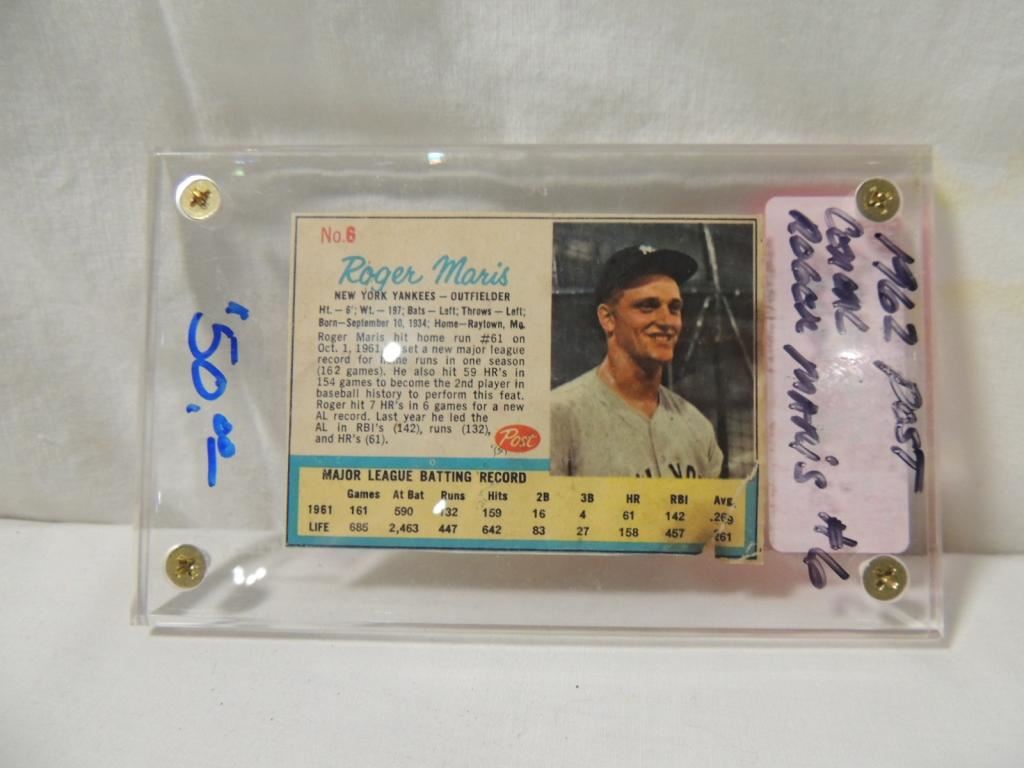 No.6
Roger Maris
NEW YORK YANKEES — OUTFIELDER
Ht. — 6'; Wt. — 197; Bats — Left; Throws — Left;
Born—September 10, 1934; Home—Raytown, Mo.
Roger Maris hit home run #61 on
Oct. 1, 1961, set a new major league
record for home runs in one season
(162 games). He also hit 59 HR's in
154 games to become the 2nd player in
baseball history to perform this feat.
Roger hit 7 HR's in 6 games for a new
AL record. Last year he led the
AL in RBI's (142), runs (132),
and HR's (61).
Post
MAJOR LEAGUE BATTING RECORD
Games At Bat Runs Hits 2B 3B HR RBI Avg.
1961 161 590 132 159 16 4 61 142 .269
LIFE 685 2,463 447 642 83 27 158 457 .261
$50.00
1962 Post
Cereal
Roger Maris #6